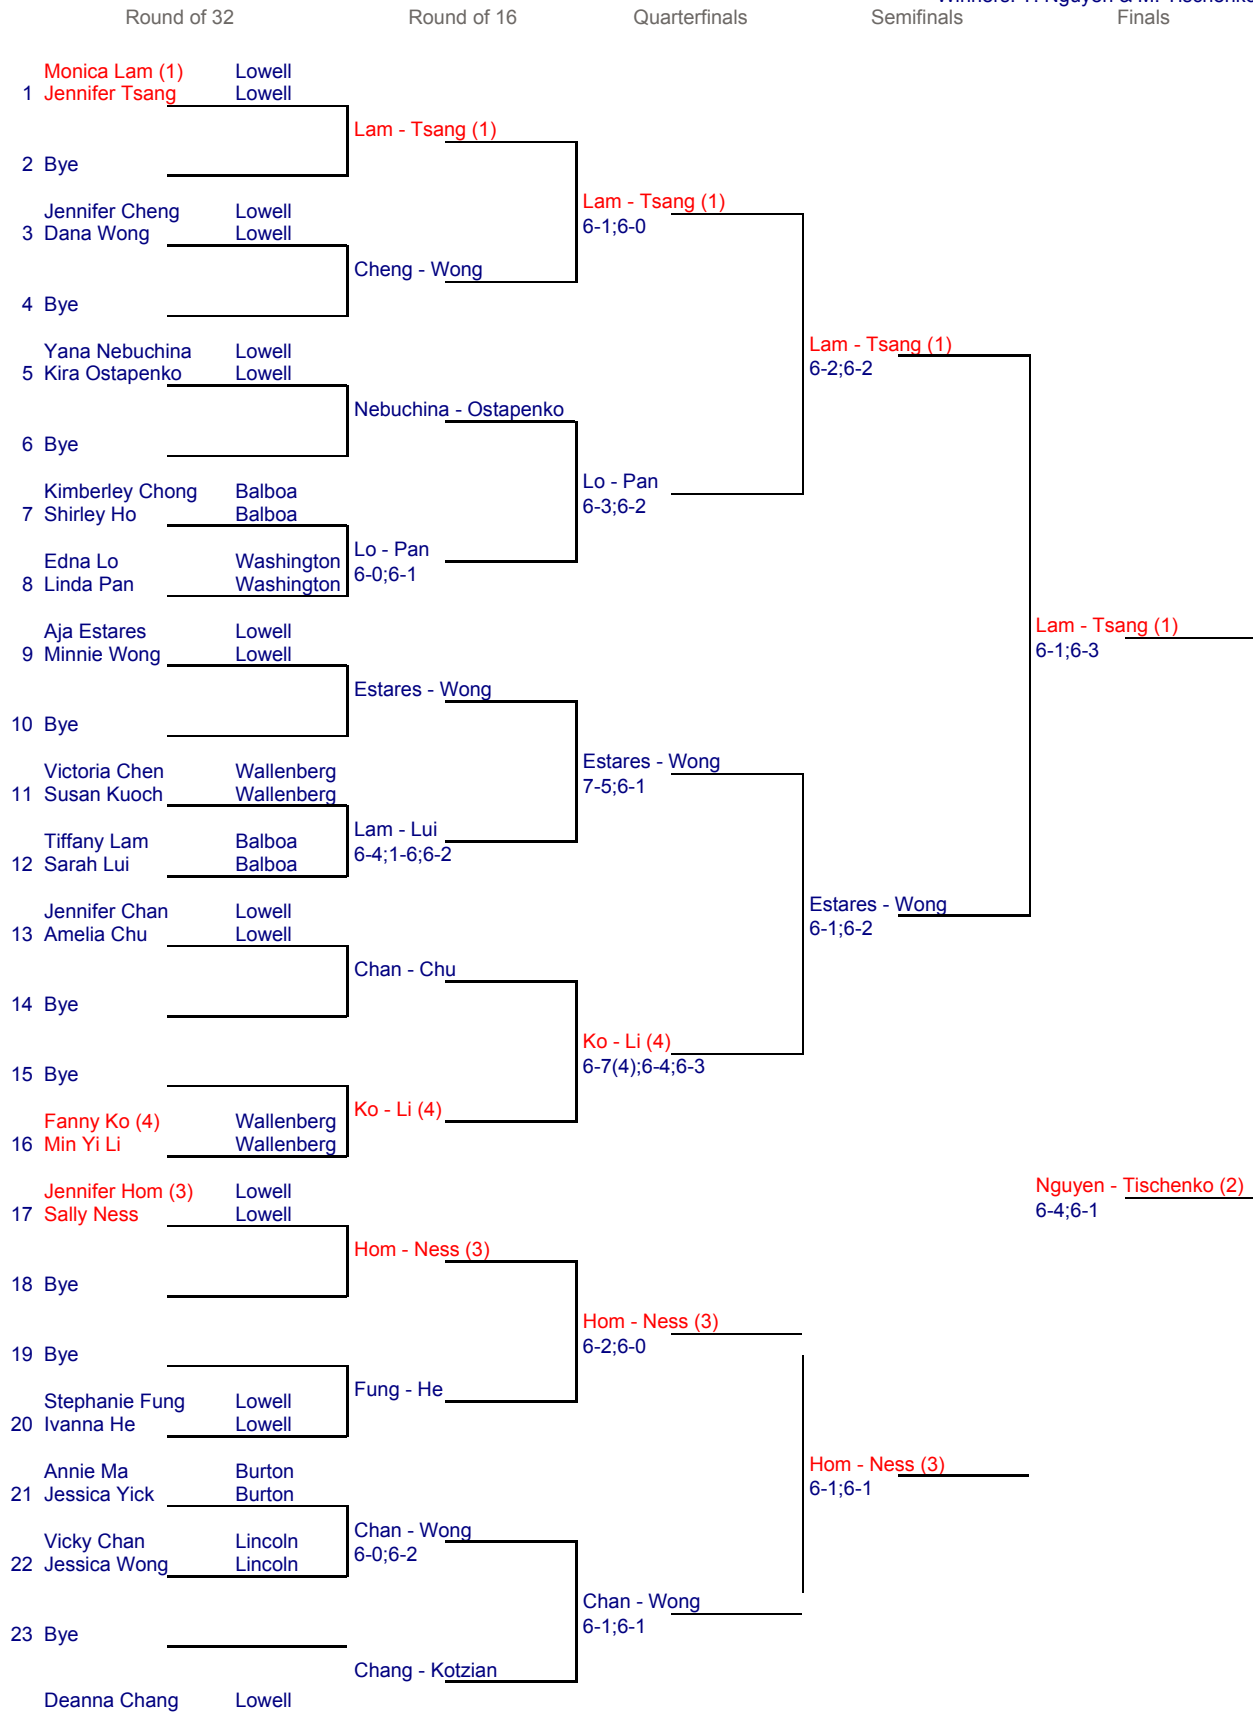 Winners: T. Nguyen & M. Tischenko
Round of 32 Round of 16 Quarterfinals Semifinals Finals
Monica Lam (1) Lowell
1 Jennifer Tsang Lowell
Lam - Tsang (1)
2 Bye
Lam - Tsang (1)
Jennifer Cheng Lowell
6-1;6-0
3 Dana Wong Lowell
Cheng - Wong
4 Bye
Lam - Tsang (1)
Yana Nebuchina Lowell
6-2;6-2
5 Kira Ostapenko Lowell
Nebuchina - Ostapenko
6 Bye
Lo - Pan
Kimberley Chong Balboa
6-3;6-2
7 Shirley Ho Balboa
Lo - Pan
Edna Lo Washington
6-0;6-1
8 Linda Pan Washington
Lam - Tsang (1)
Aja Estares Lowell
6-1;6-3
9 Minnie Wong Lowell
Estares - Wong
10 Bye
Estares - Wong
Victoria Chen Wallenberg
7-5;6-1
11 Susan Kuoch Wallenberg
Lam - Lui
Tiffany Lam Balboa
6-4;1-6;6-2
12 Sarah Lui Balboa
Estares - Wong
Jennifer Chan Lowell
6-1;6-2
13 Amelia Chu Lowell
Chan - Chu
14 Bye
Ko - Li (4)
6-7(4);6-4;6-3
15 Bye
Ko - Li (4)
Fanny Ko (4) Wallenberg
16 Min Yi Li Wallenberg
Nguyen - Tischenko (2)
Jennifer Hom (3) Lowell
6-4;6-1
17 Sally Ness Lowell
Hom - Ness (3)
18 Bye
Hom - Ness (3)
6-2;6-0
19 Bye
Fung - He
Stephanie Fung Lowell
20 Ivanna He Lowell
Hom - Ness (3)
Annie Ma Burton
6-1;6-1
21 Jessica Yick Burton
Chan - Wong
Vicky Chan Lincoln
6-0;6-2
22 Jessica Wong Lincoln
Chan - Wong
6-1;6-1
23 Bye
Chang - Kotzian
Deanna Chang Lowell